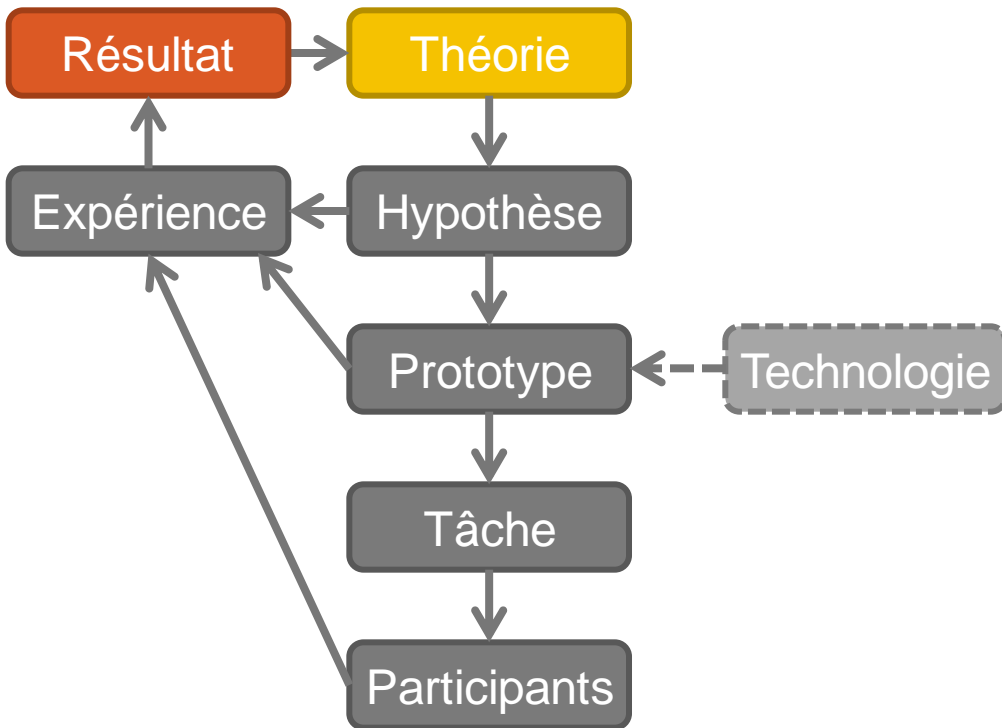 Résultat
Théorie
Expérience
Hypothèse
Prototype
Technologie
Tâche
Participants